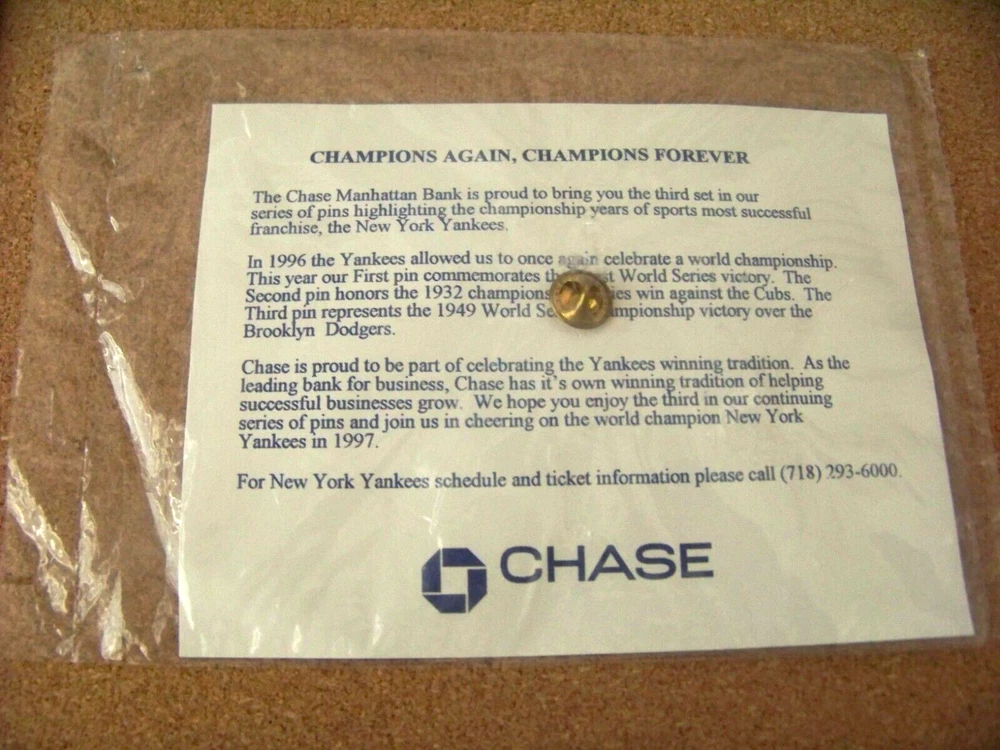 CHAMPIONS AGAIN, CHAMPIONS FOREVER
The Chase Manhattan Bank is proud to bring you the third set in our
series of pins highlighting the championship years of sports most successful
franchise, the New York Yankees.
In 1996 the Yankees allowed us to once again celebrate a world championship.
This year our First pin commemorates World Series victory. The
Second pin honors the 1932 win against the Cubs. The
Third pin represents the 1949 World victory over the
Brooklyn Dodgers.
Chase is proud to be part of celebrating the Yankees winning tradition. As the
leading bank for business, Chase has it's own winning tradition of helping
successful businesses grow. We hope you enjoy the third in our continuing
series of pins and join us in cheering on the world champion New York
Yankees in 1997.
For New York Yankees schedule and ticket information please call (718) 293-6000.
CHASE